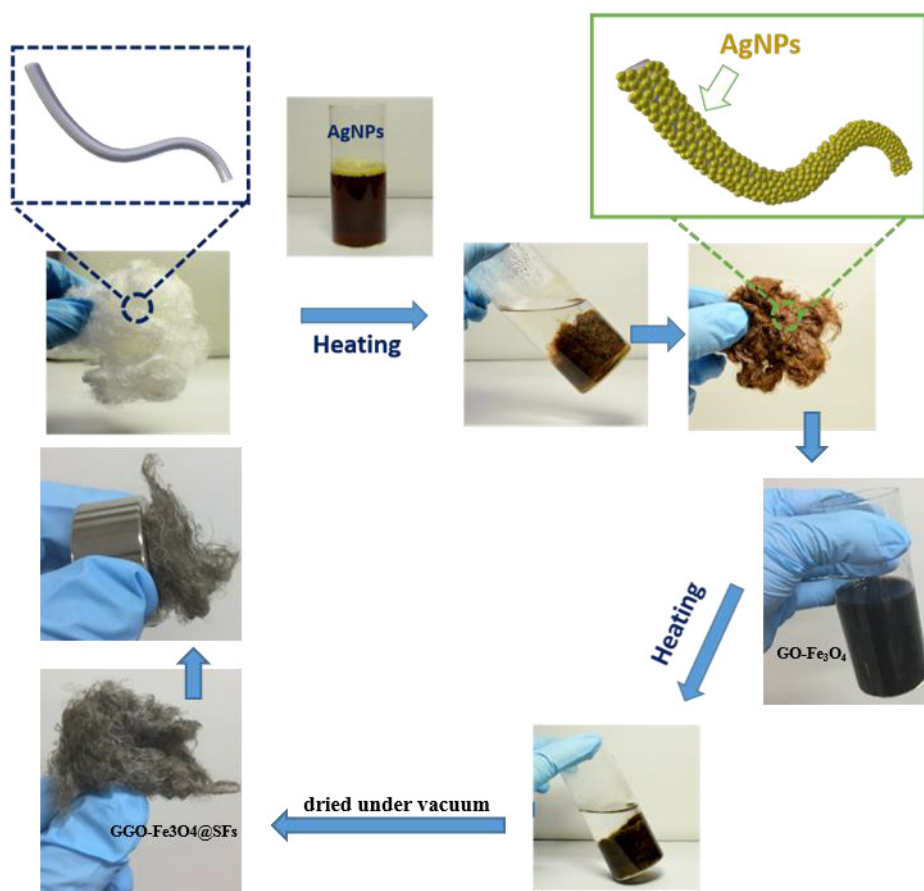 AgNPs
AgNPs
Heating
Heating
GO-Fe₃O₄
dried under vacuum
GGO-Fe3O4@SFs